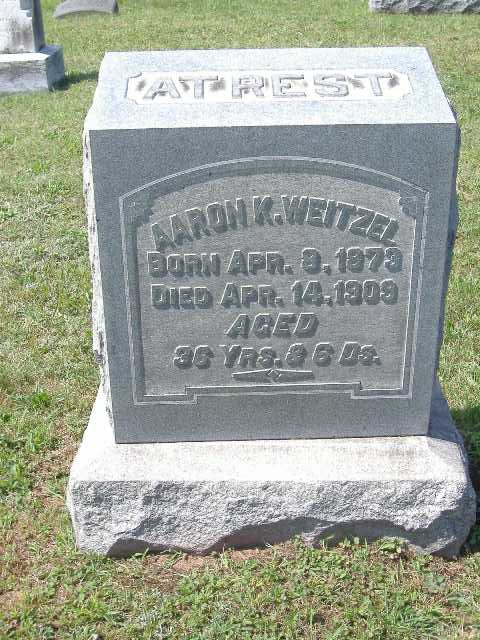 AT REST
AARON K. WEITZEL
BORN APR. 8, 1873
DIED APR. 14, 1909
AGED
36 YRS. & 6 DS.